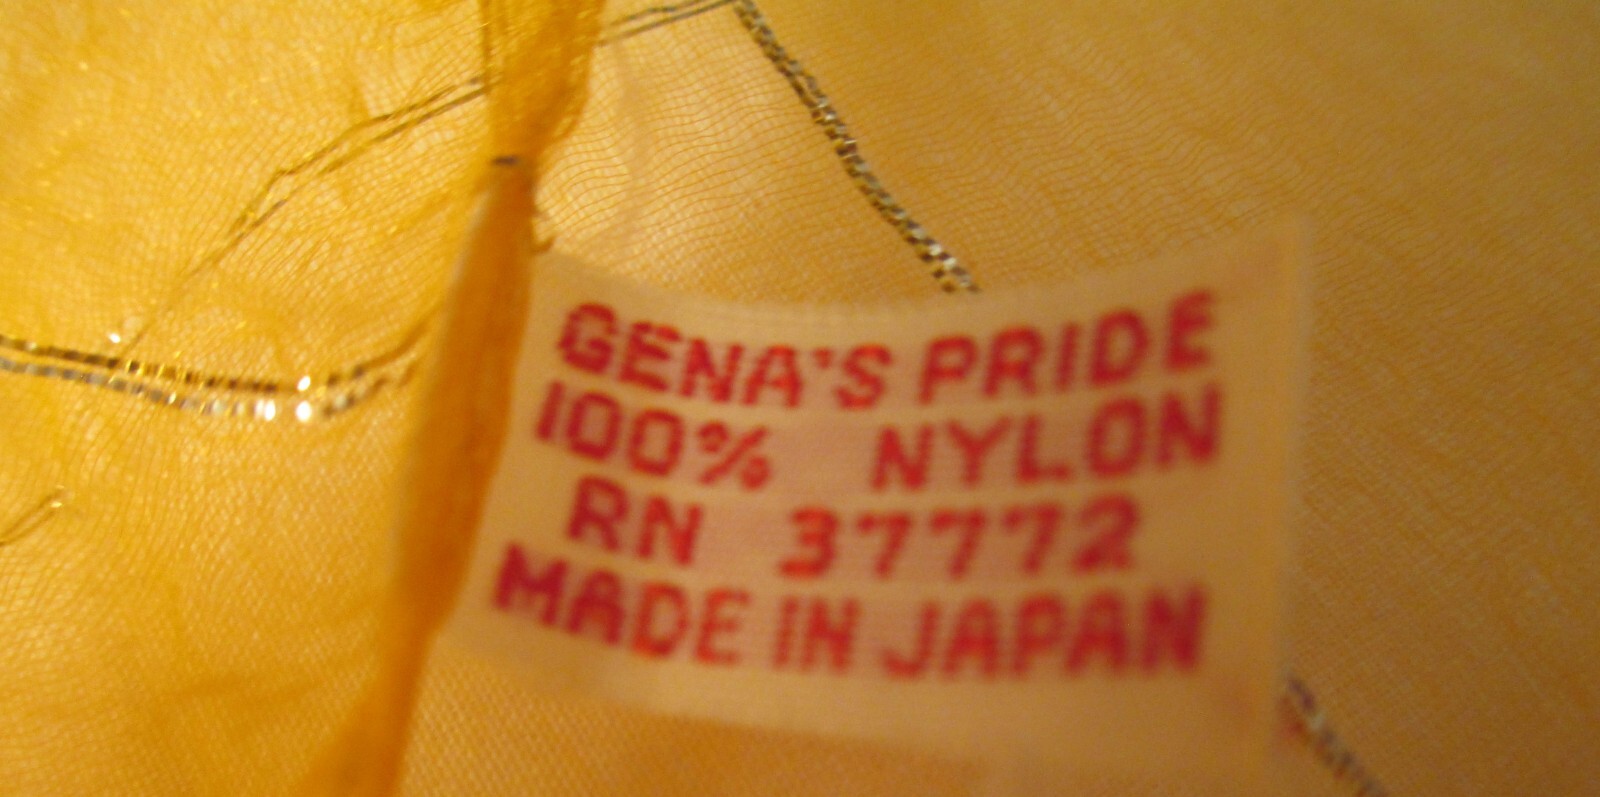 GENA'S PRIDE
100% NYLON
RN 37772
MADE IN JAPAN